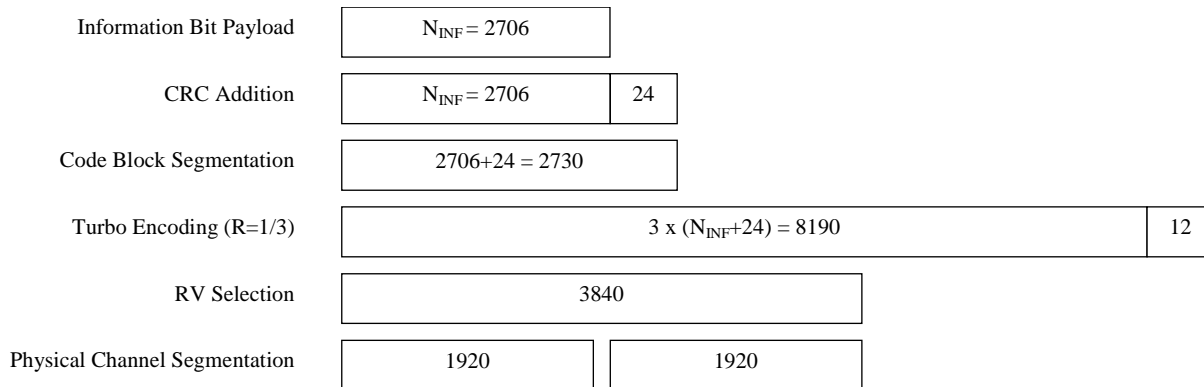 Information Bit Payload N_INF = 2706
CRC Addition N_INF = 2706 24
Code Block Segmentation 2706+24 = 2730
Turbo Encoding (R=1/3) 3 x (N_INF+24) = 8190 12
RV Selection 3840
Physical Channel Segmentation 1920 1920